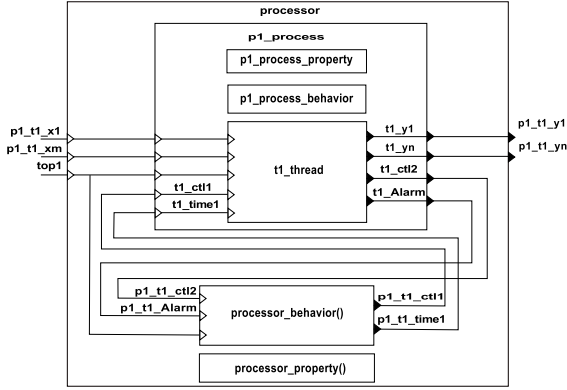 processor
p1_process
p1_process_property
p1_process_behavior
p1_t1_x1
p1_t1_xm
top1
t1_ctl1
t1_time1
t1_thread
t1_y1
t1_yn
t1_ctl2
t1_Alarm
p1_t1_y1
p1_t1_yn
p1_t1_ctl2
p1_t1_Alarm
processor_behavior()
p1_t1_ctl1
p1_t1_time1
processor_property()